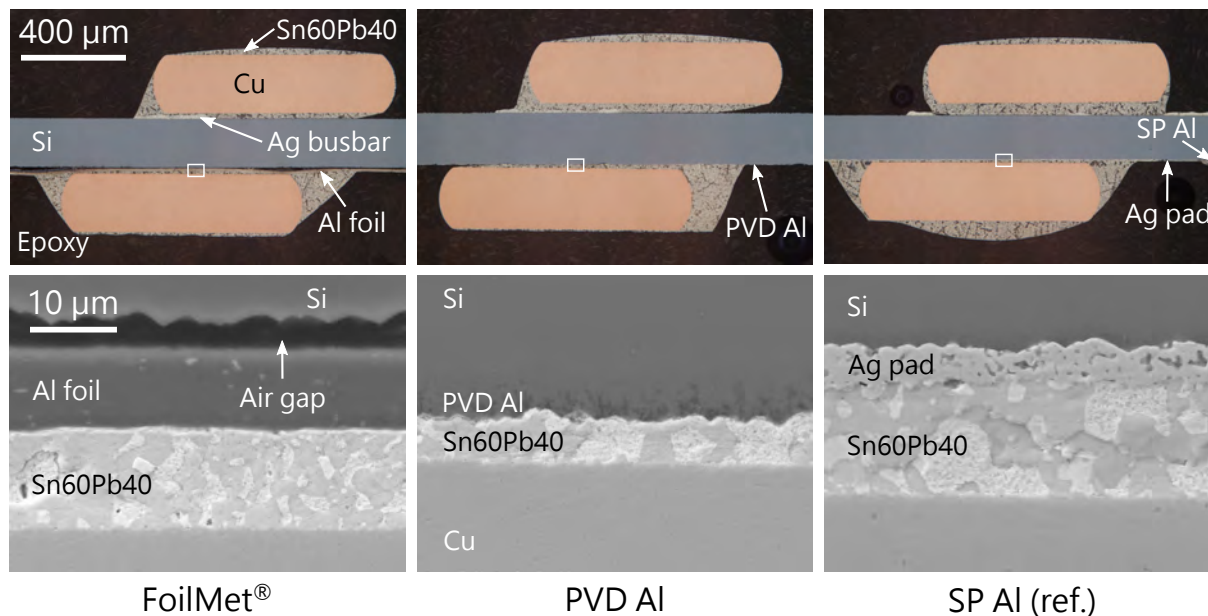 400 µm
Sn60Pb40
Cu
Si
Ag busbar
Al foil
Epoxy
PVD Al
SP Al
Ag pad
10 µm
Si
Al foil
Air gap
Sn60Pb40
Si
PVD Al
Sn60Pb40
Cu
Si
Ag pad
Sn60Pb40
FoilMet®
PVD Al
SP Al (ref.)